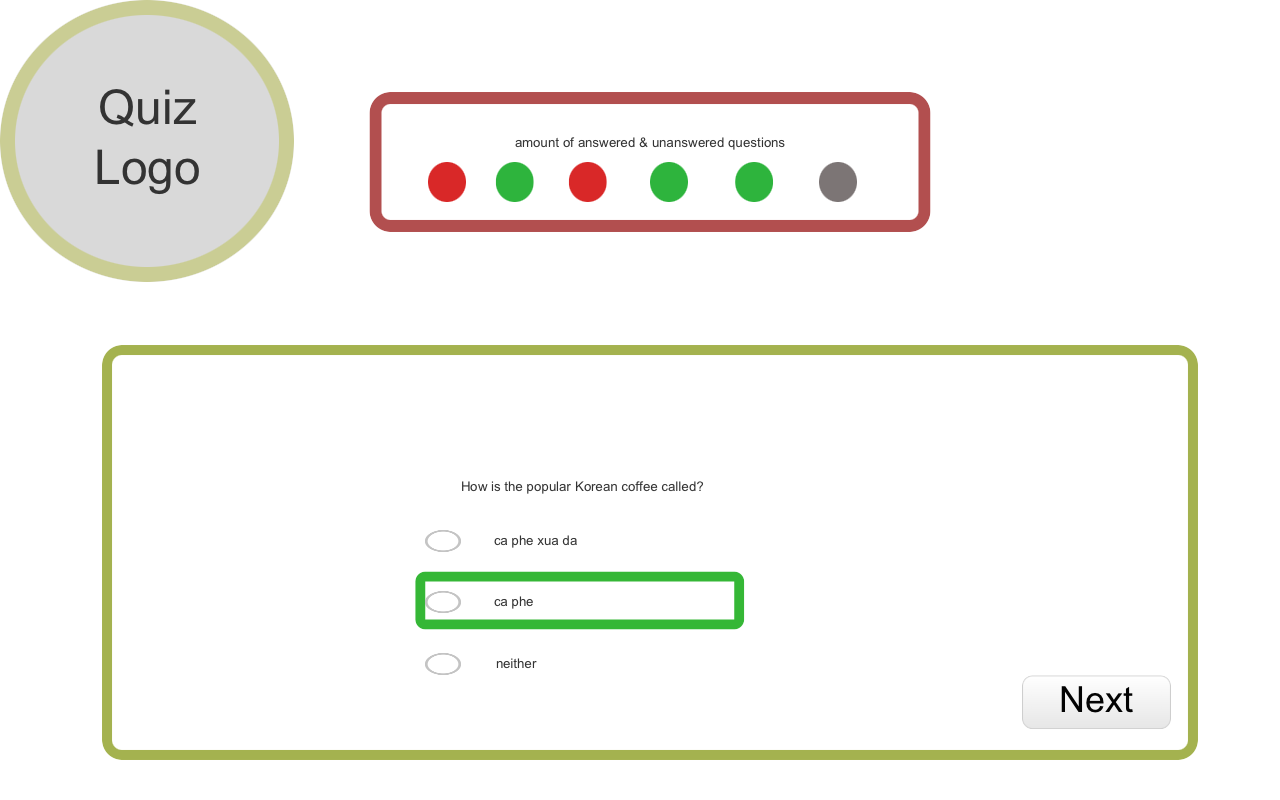 Quiz
Logo
amount of answered & unanswered questions
How is the popular Korean coffee called?
ca phe xua da
ca phe
neither
Next